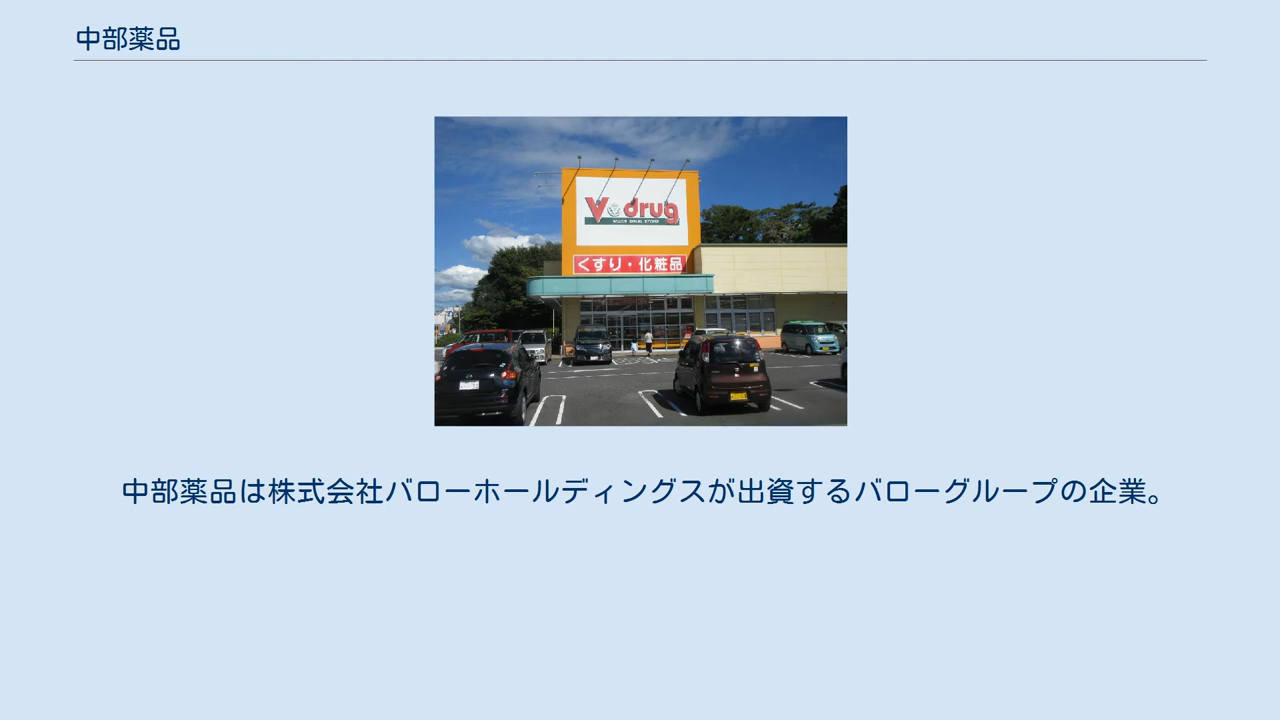 中部薬品
V drug
くすり・化粧品
中部薬品は株式会社バローホールディングスが出資するバローグループの企業。